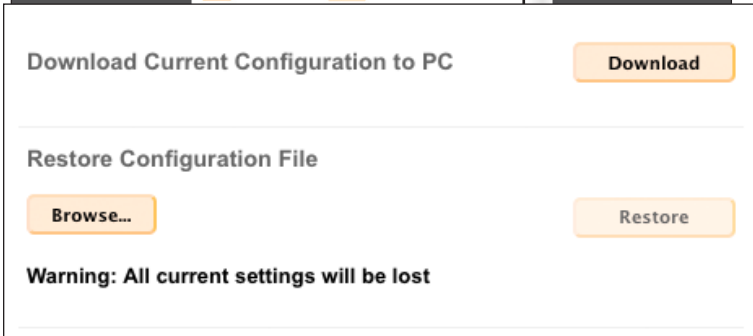 Download Current Configuration to PC
Download
Restore Configuration File
Browse...
Restore
Warning: All current settings will be lost